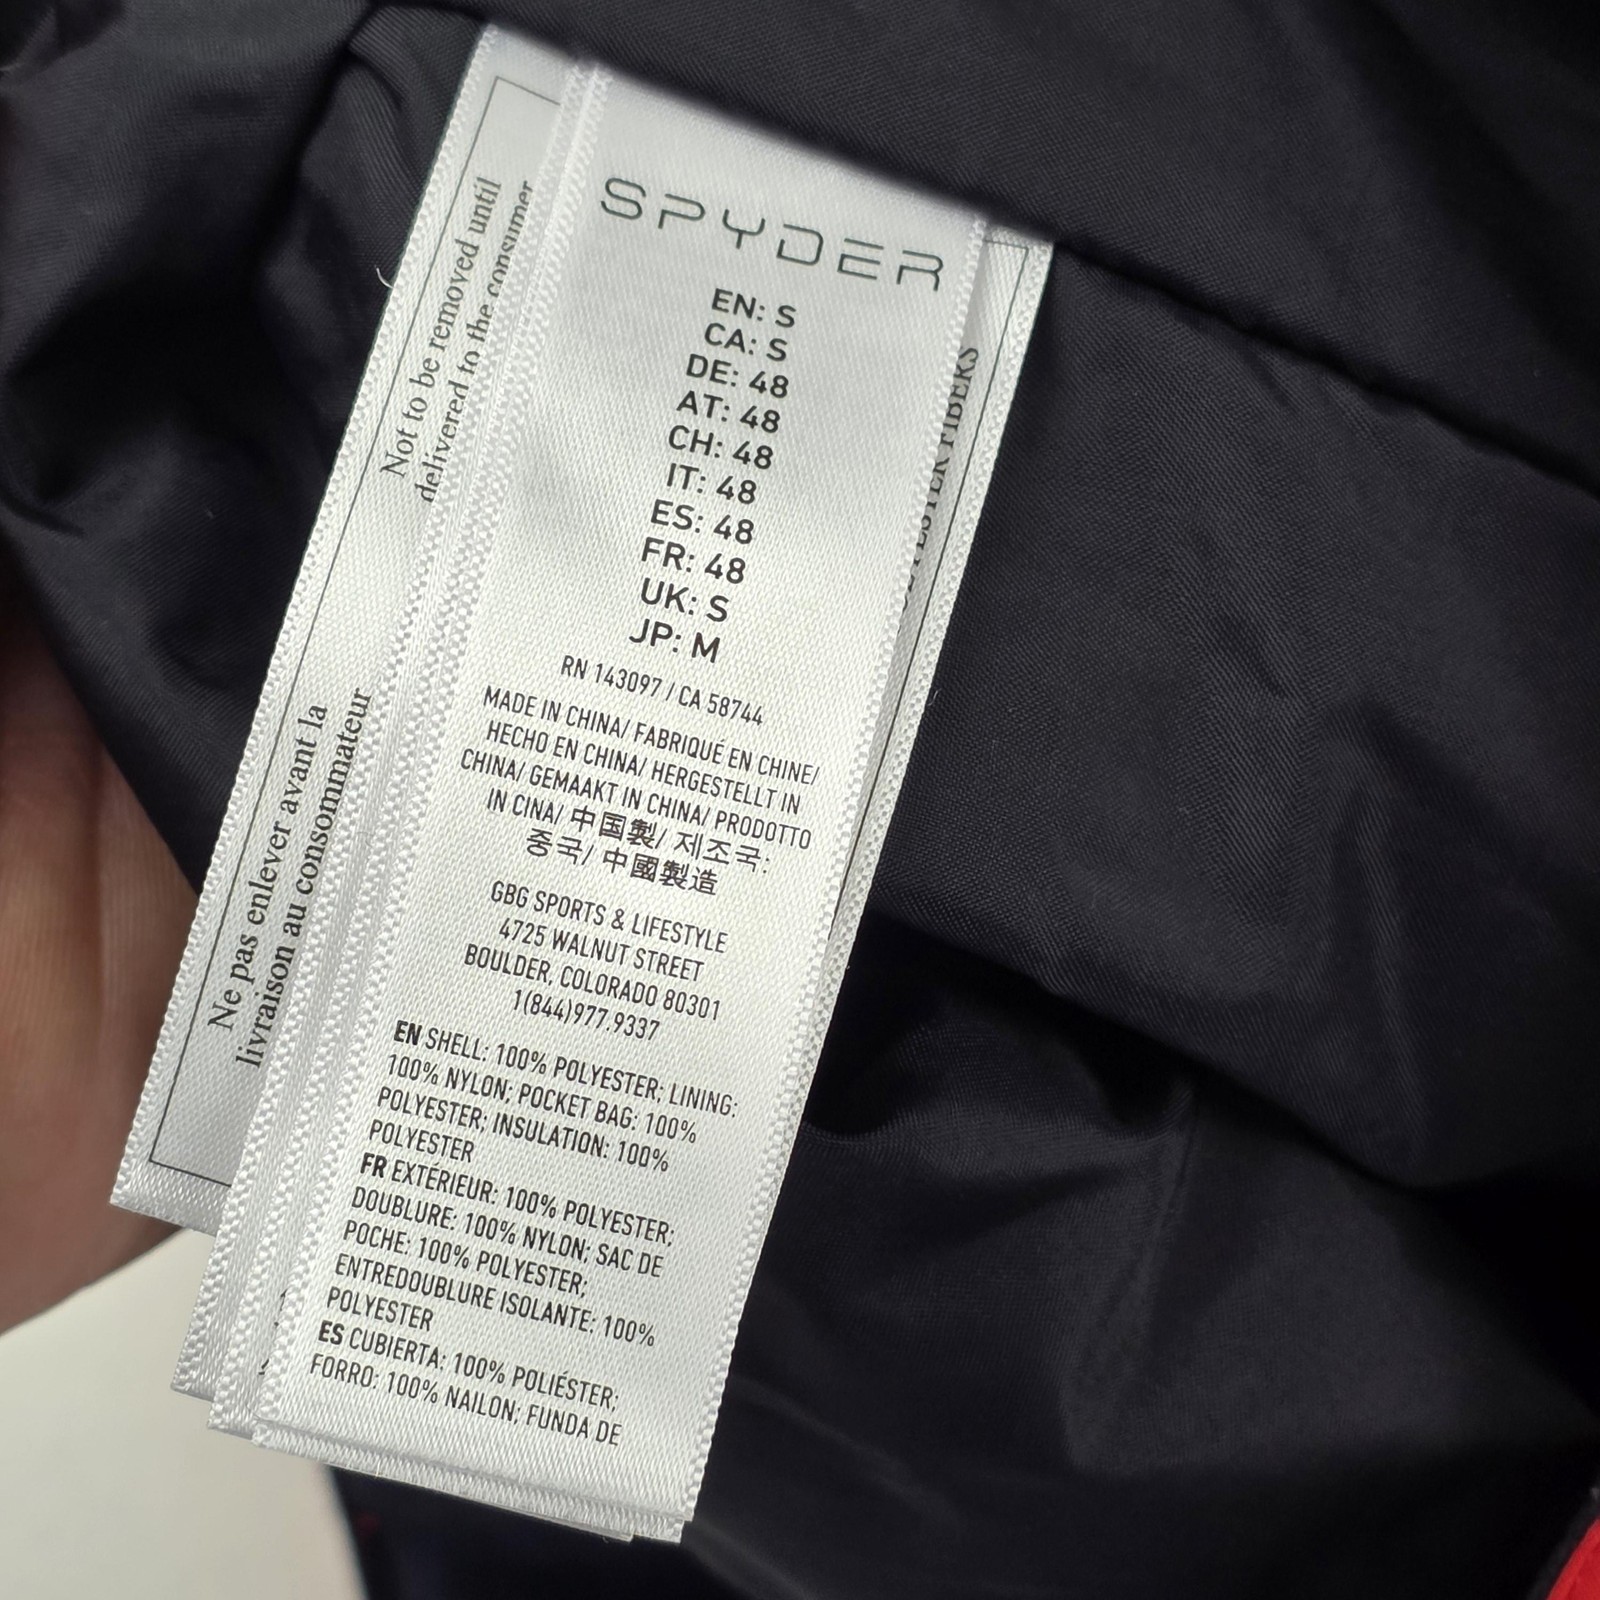 SPYDER
EN: S
CA: S
DE: 48
AT: 48
CH: 48
IT: 48
ES: 48
FR: 48
UK: S
JP: M
RN 143097 / CA 58744
MADE IN CHINA/ FABRIQUÉ EN CHINE/
HECHO EN CHINA/ HERGESTELLT IN
CHINA/ GEMAAKT IN CHINA/ PRODOTTO
IN CINA/ 中国製/ 제조국:
중국/ 中國製造
GBG SPORTS & LIFESTYLE
4725 WALNUT STREET
BOULDER, COLORADO 80301
1(844)977.9337
EN SHELL: 100% POLYESTER; LINING:
100% NYLON; POCKET BAG: 100%
POLYESTER; INSULATION: 100%
POLYESTER
FR EXTÉRIEUR: 100% POLYESTER;
DOUBLURE: 100% NYLON; SAC DE
POCHE: 100% POLYESTER;
ENTREDOUBLURE ISOLANTE: 100%
POLYESTER
ES CUBIERTA: 100% POLIÉSTER;
FORRO: 100% NAILON; FUNDA DE
Not to be removed until
delivered to the consumer
Ne pas enlever avant la
livraison au consommateur
FIBERS